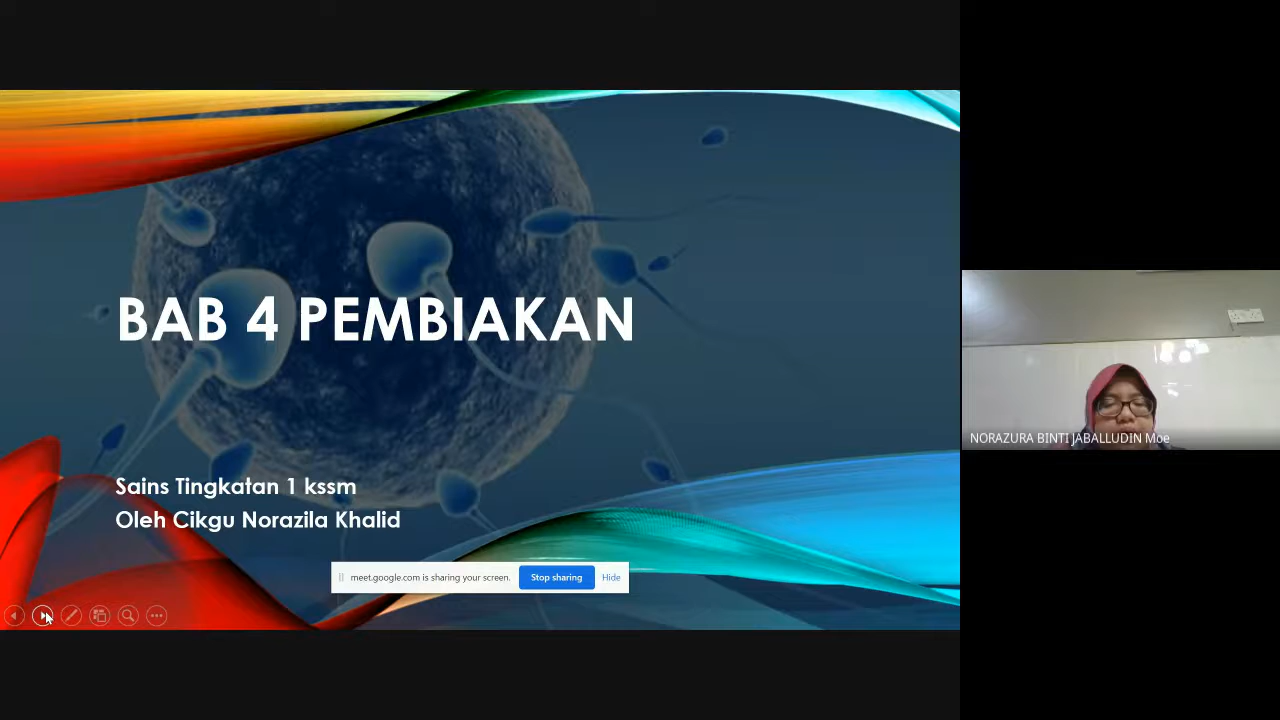 BAB 4 PEMBIAKAN
Sains Tingkatan 1 kssm
Oleh Cikgu Norazila Khalid
meet.google.com is sharing your screen.
Stop sharing
Hide
NORAZURA BINTI JABALLUDIN Moe